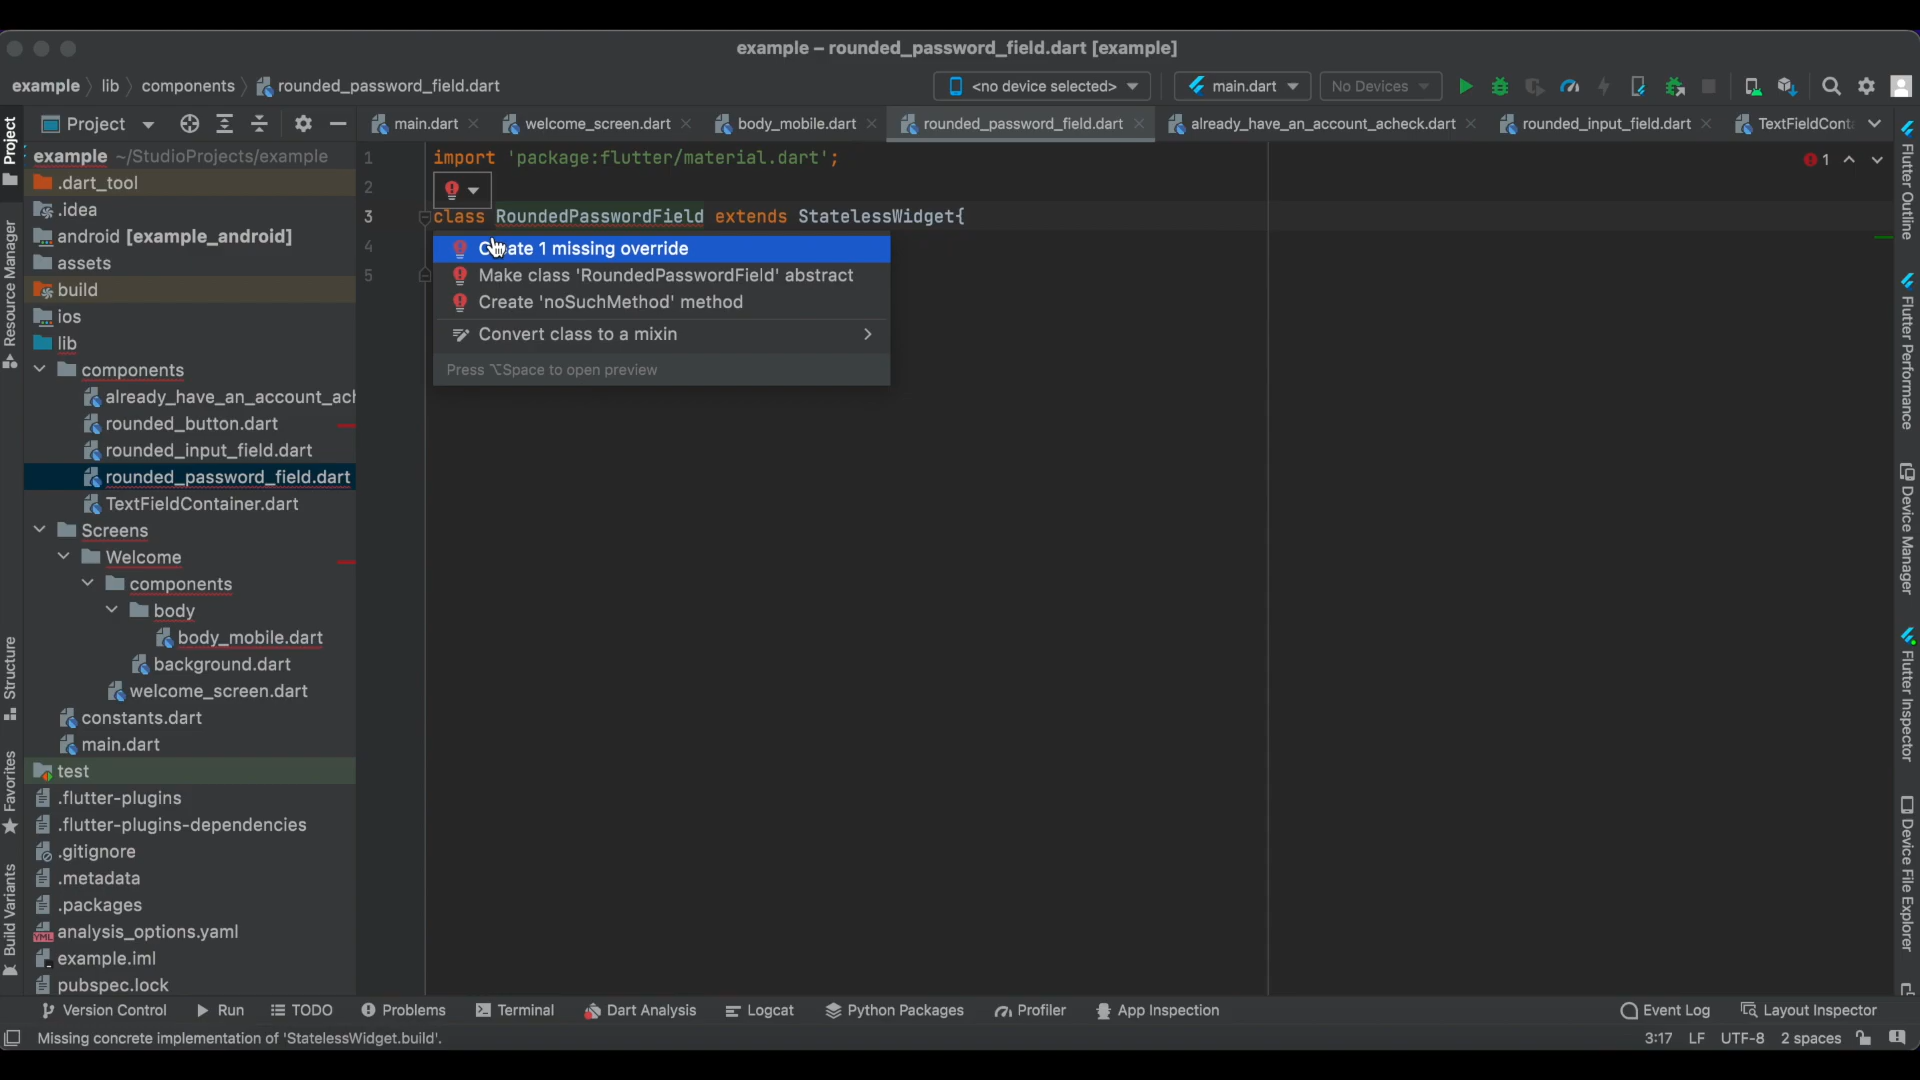 example – rounded_password_field.dart [example]
example lib components rounded_password_field.dart
<no device selected> main.dart No Devices
Project
main.dart welcome_screen.dart body_mobile.dart rounded_password_field.dart already_have_an_account_acheck.dart rounded_input_field.dart TextFieldCont
example ~/StudioProjects/example
.dart_tool
.idea
android [example_android]
assets
build
ios
lib
components
already_have_an_account_ach
rounded_button.dart
rounded_input_field.dart
rounded_password_field.dart
TextFieldContainer.dart
Screens
Welcome
components
body
body_mobile.dart
background.dart
welcome_screen.dart
constants.dart
main.dart
test
.flutter-plugins
.flutter-plugins-dependencies
.gitignore
.metadata
.packages
analysis_options.yaml
example.iml
pubspec.lock
1 import 'package:flutter/material.dart';
2
3 class RoundedPasswordField extends StatelessWidget{
4
5
1
Create 1 missing override
Make class 'RoundedPasswordField' abstract
Create 'noSuchMethod' method
Convert class to a mixin
Press ⌥Space to open preview
Project
Resource Manager
Structure
Favorites
Build Variants
Flutter Outline
Flutter Performance
Device Manager
Flutter Inspector
Device File Explorer
Version Control Run TODO Problems Terminal Dart Analysis Logcat Python Packages Profiler App Inspection Event Log Layout Inspector
Missing concrete implementation of 'StatelessWidget.build'. 3:17 LF UTF-8 2 spaces